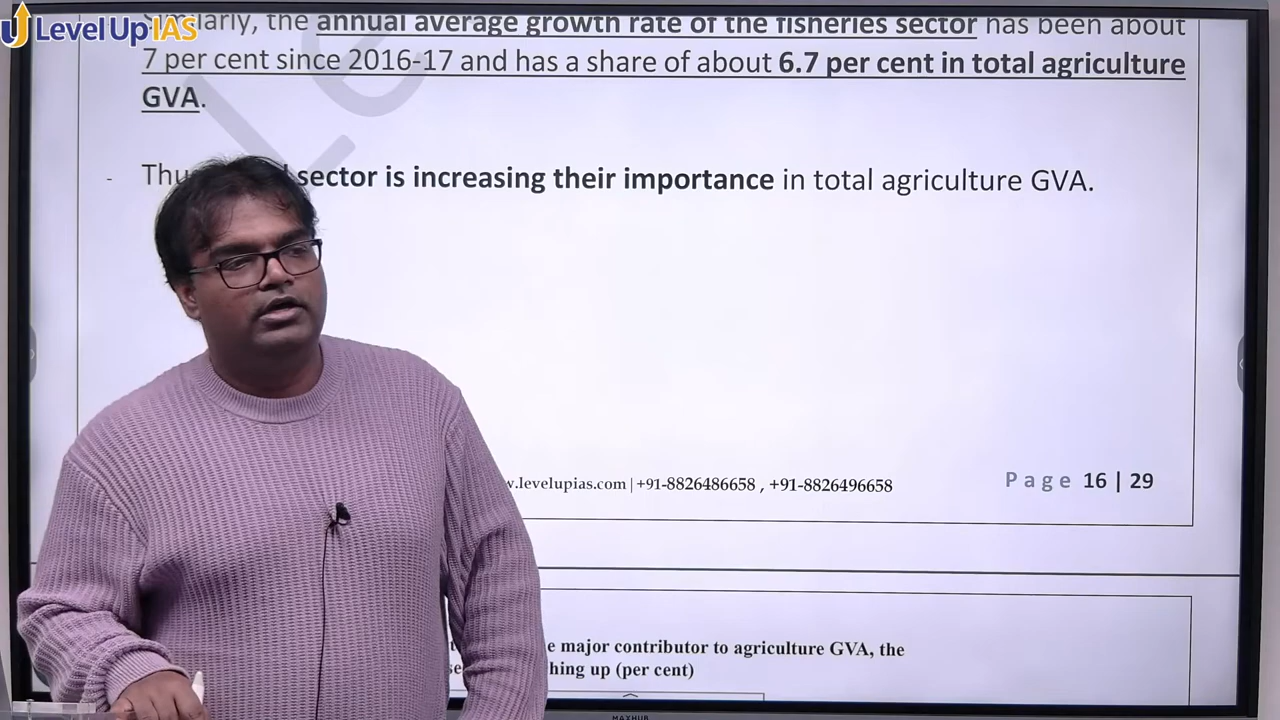 Level Up IAS
the annual average growth rate of the fisheries sector has been about
7 per cent since 2016-17 and has a share of about 6.7 per cent in total agriculture
GVA.
- sector is increasing their importance in total agriculture GVA.
.levelupias.com | +91-8826486658 , +91-8826496658
Page 16 | 29
major contributor to agriculture GVA, the
up (per cent)
MAXHUB